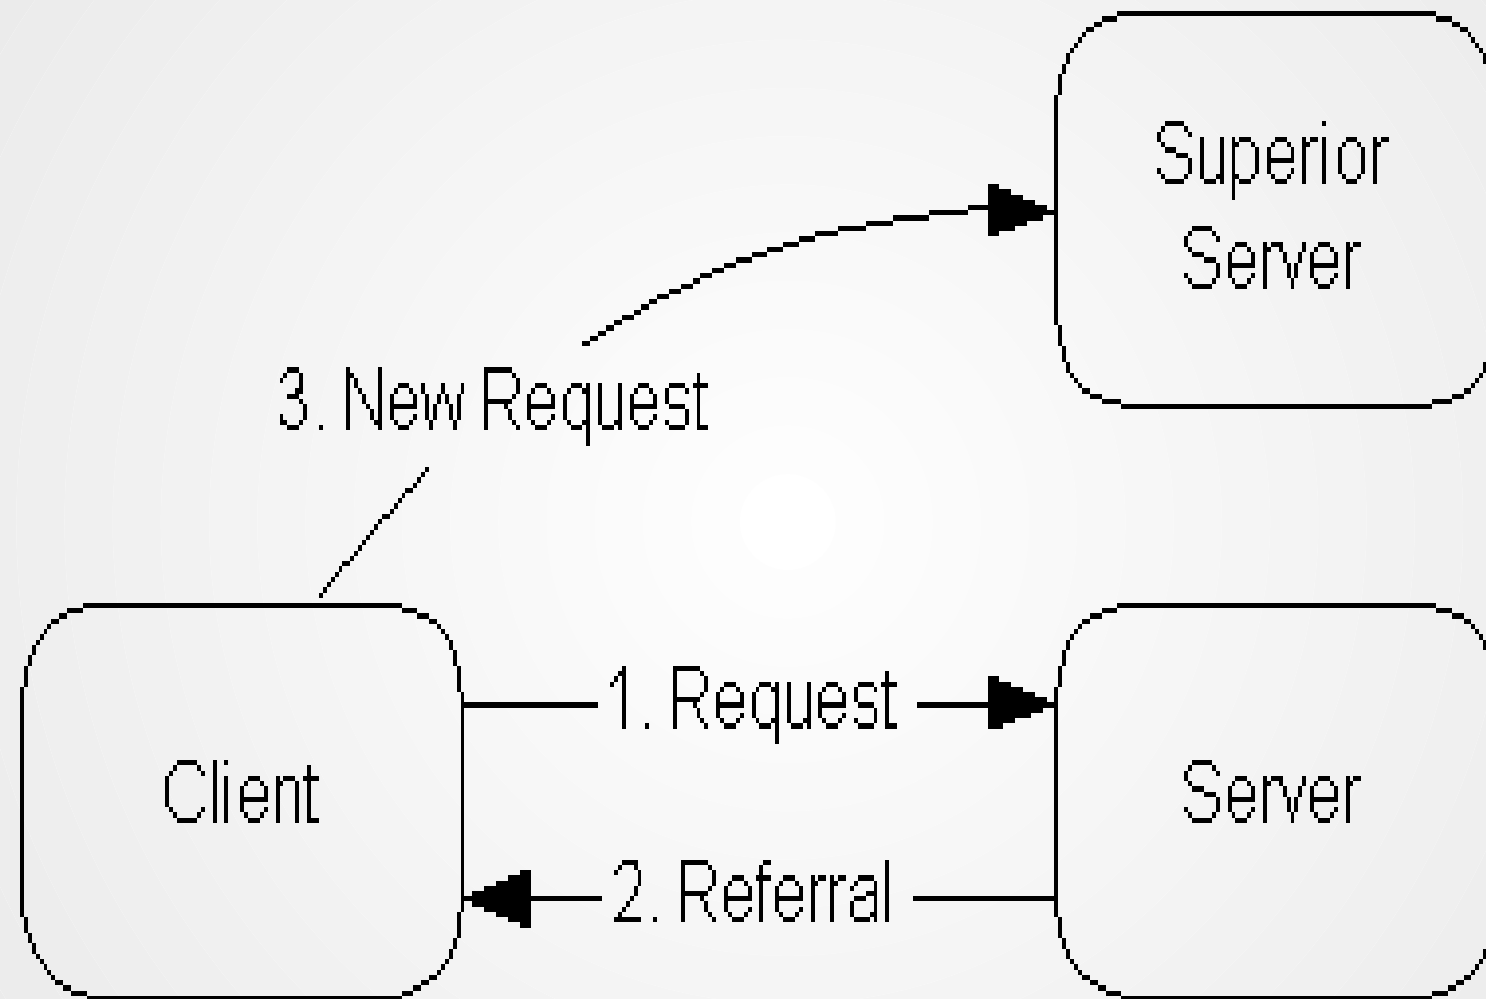 Superior
Server
3. New Request
1. Request
Client
Server
2. Referral